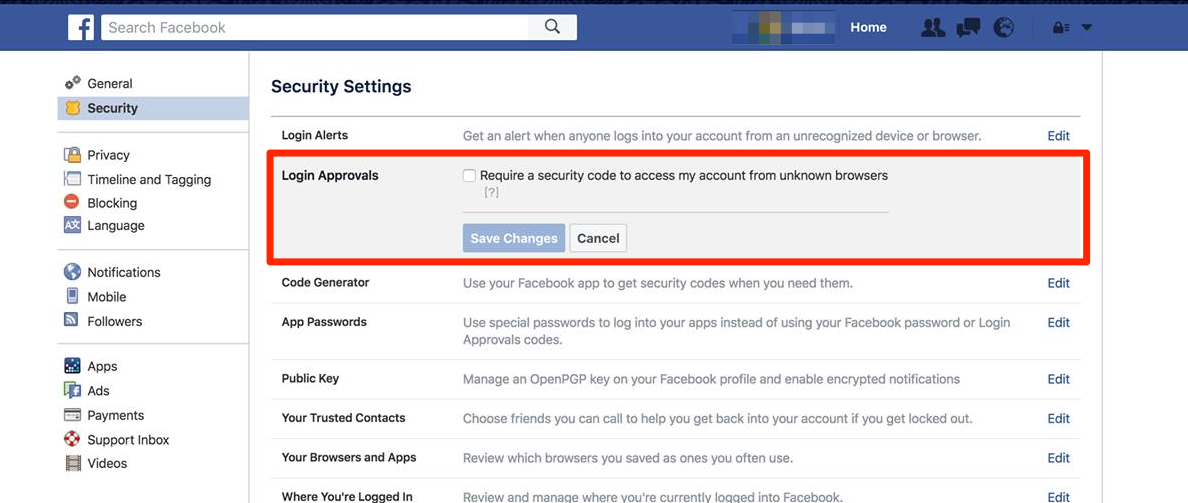 f
Search Facebook
Home
General
Security
Privacy
Timeline and Tagging
Blocking
Language
Notifications
Mobile
Followers
Apps
Ads
Payments
Support Inbox
Videos
Security Settings
Login Alerts
Get an alert when anyone logs into your account from an unrecognized device or browser.
Edit
Login Approvals
Require a security code to access my account from unknown browsers
[?]
Save Changes
Cancel
Code Generator
Use your Facebook app to get security codes when you need them.
Edit
App Passwords
Use special passwords to log into your apps instead of using your Facebook password or Login
Approvals codes.
Edit
Public Key
Manage an OpenPGP key on your Facebook profile and enable encrypted notifications
Edit
Your Trusted Contacts
Choose friends you can call to help you get back into your account if you get locked out.
Edit
Your Browsers and Apps
Review which browsers you saved as ones you often use.
Edit
Where You're Logged In
Review and manage where you're currently logged into Facebook.
Edit